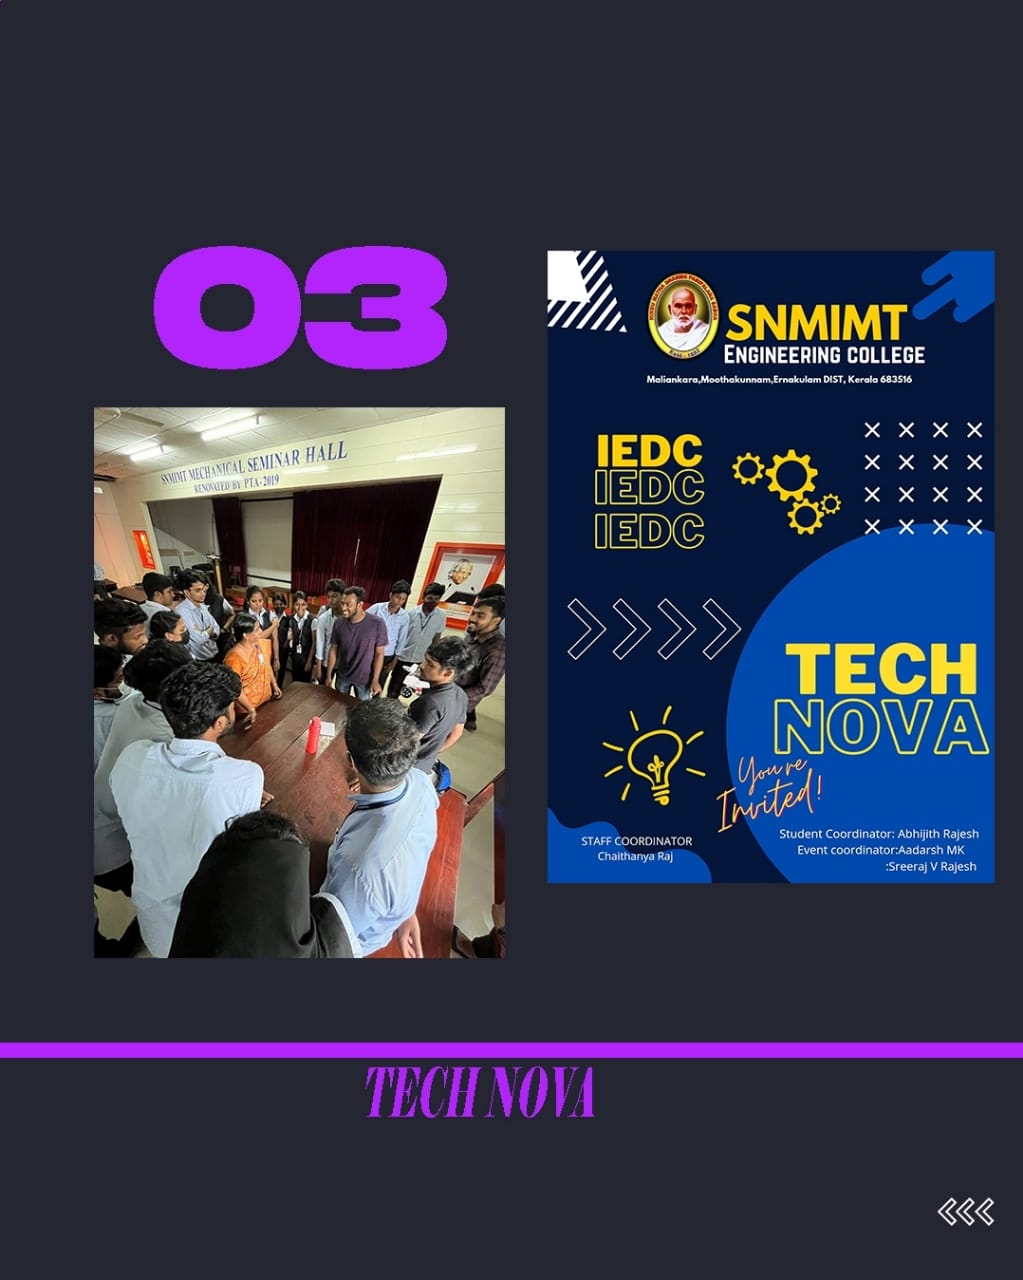 03
SNMIMT MECHANICAL SEMINAR HALL
RENOVATED BY PTA-2019
SNMIMT
ENGINEERING COLLEGE
Maliankara,Moothakunnam,Ernakulam DIST, Kerala 683516
IEDC
IEDC
IEDC
TECH
NOVA
You're
Invited!
STAFF COORDINATOR
Chaithanya Raj
Student Coordinator: Abhijith Rajesh
Event coordinator:Aadarsh MK
:Sreeraj V Rajesh
TECH NOVA